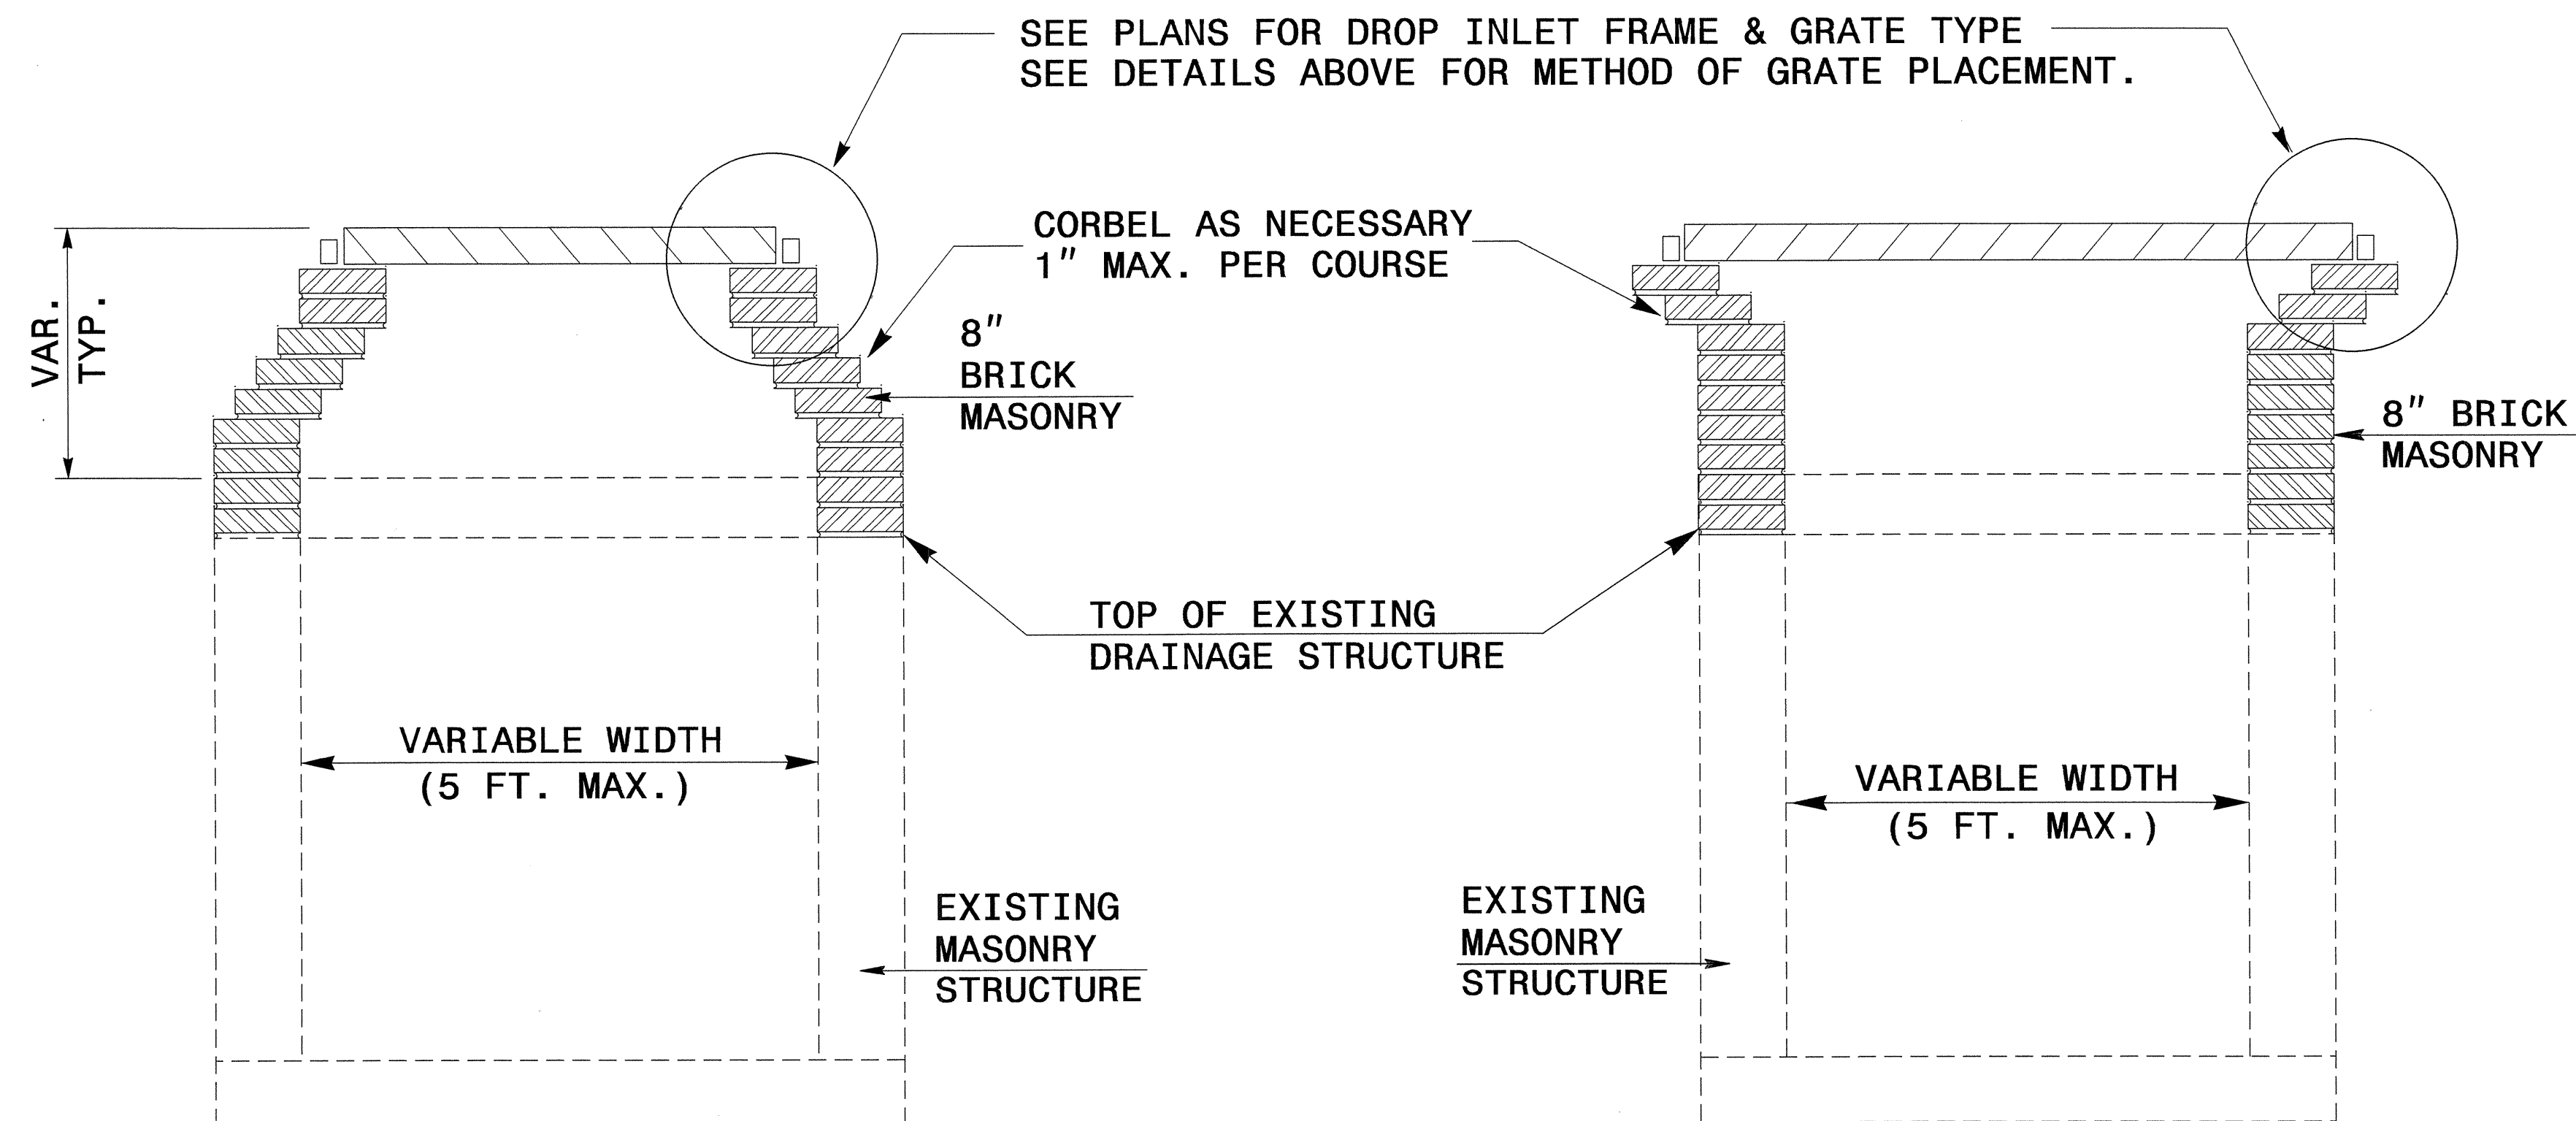 SEE PLANS FOR DROP INLET FRAME & GRATE TYPE
SEE DETAILS ABOVE FOR METHOD OF GRATE PLACEMENT.
CORBEL AS NECESSARY
1" MAX. PER COURSE
VAR.
TYP.
8"
BRICK
MASONRY
8" BRICK
MASONRY
TOP OF EXISTING
DRAINAGE STRUCTURE
VARIABLE WIDTH
(5 FT. MAX.)
VARIABLE WIDTH
(5 FT. MAX.)
EXISTING
MASONRY
STRUCTURE
EXISTING
MASONRY
STRUCTURE